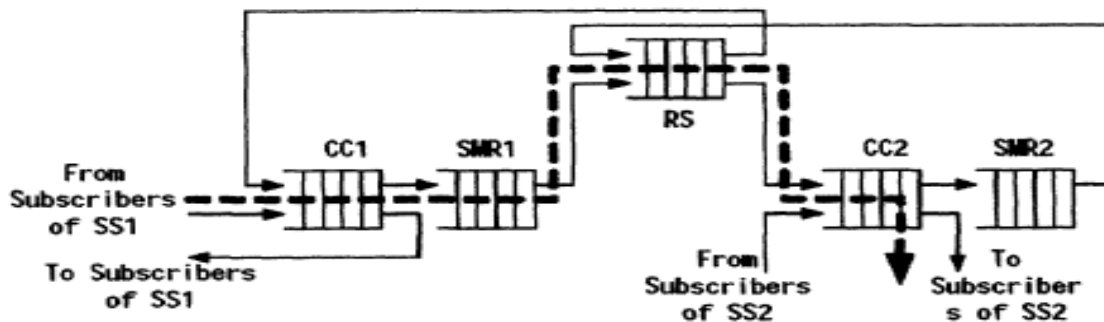 RS
CC1
SMR1
CC2
SMR2
From
Subscribers
of SS1
To Subscribers
of SS1
From
Subscribers
of SS2
To
Subscriber
s of SS2